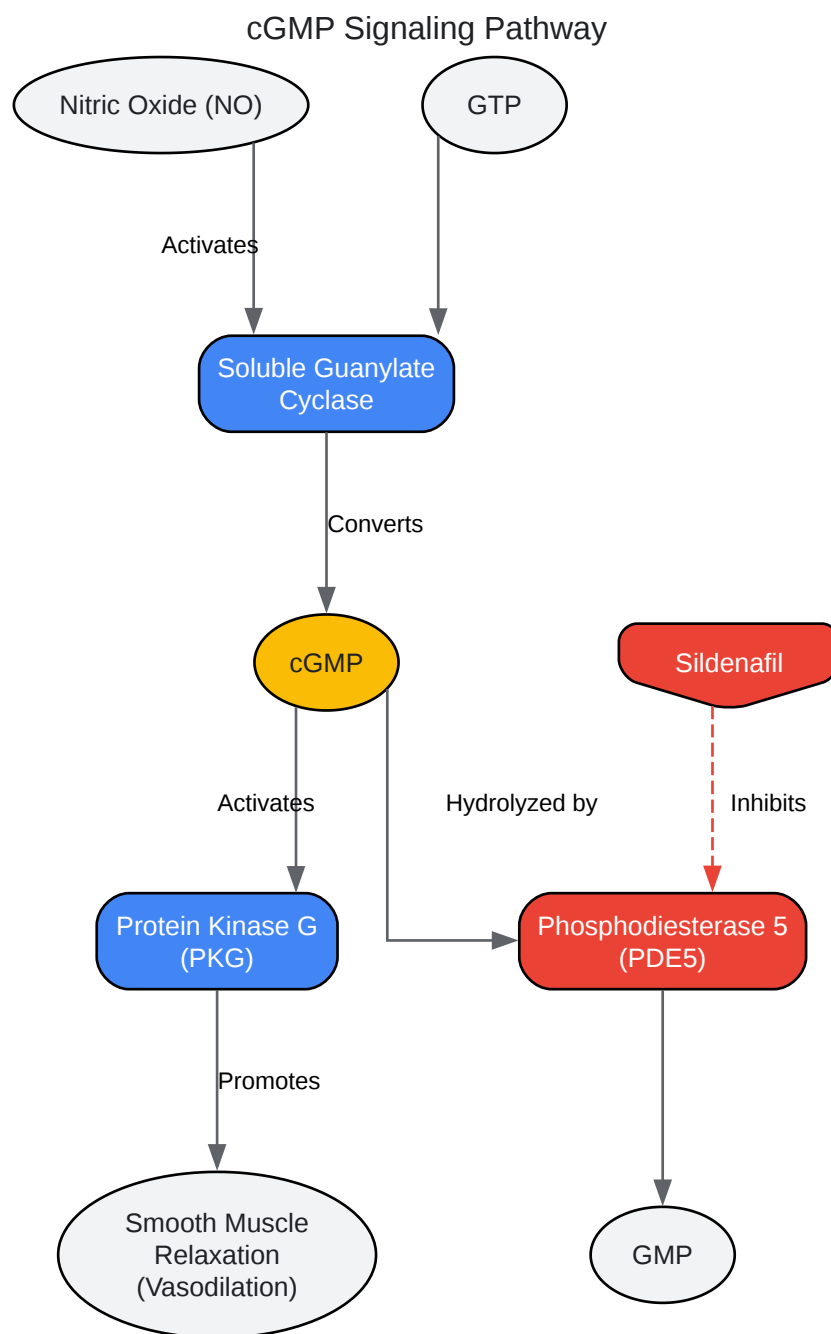 cGMP Signaling Pathway
Nitric Oxide (NO)
GTP
Activates
Soluble Guanylate
Cyclase
Converts
cGMP
Sildenafil
Activates
Hydrolyzed by
Inhibits
Protein Kinase G
(PKG)
Phosphodiesterase 5
(PDE5)
Promotes
Smooth Muscle
Relaxation
(Vasodilation)
GMP